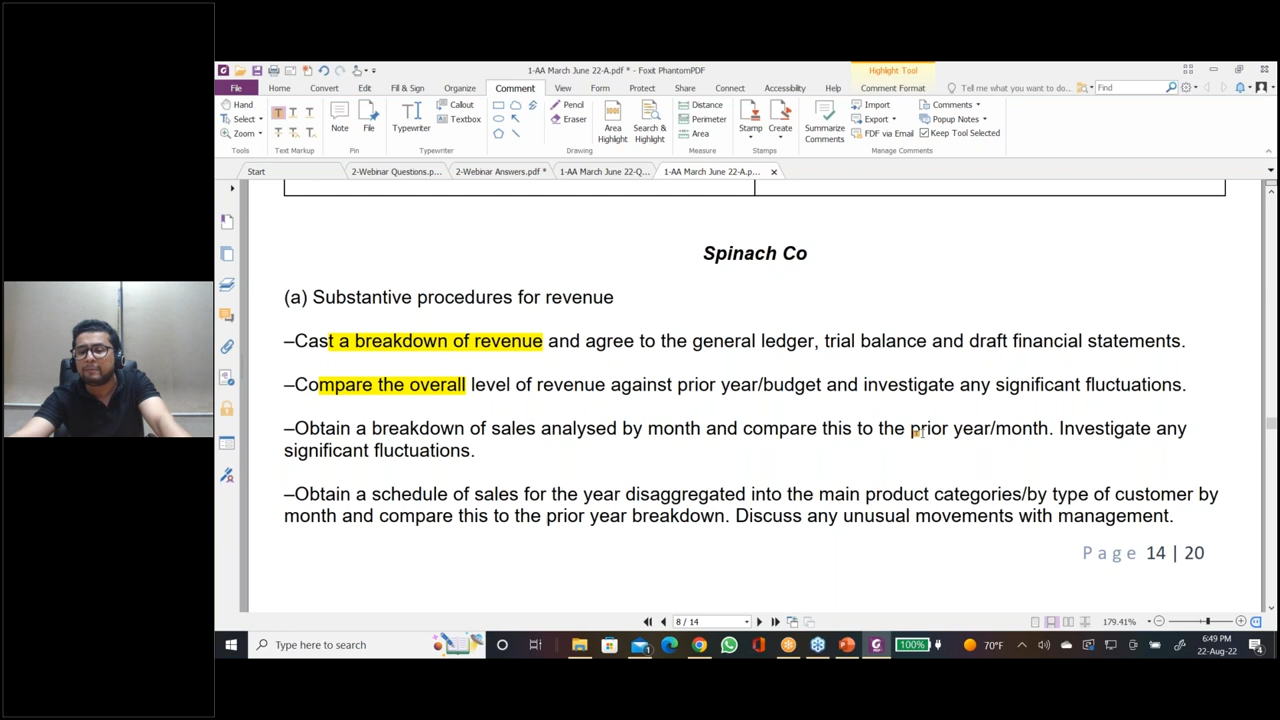 1-AA March June 22-A.pdf * - Foxit PhantomPDF
Highlight Tool
File Home Convert Edit Fill & Sign Organize Comment View Form Protect Share Connect Accessibility Help Comment Format Tell me what you want to do.. Find
Hand
Select
Zoom
Tools
Text Markup
Note
File
Pin
Typewriter
Callout
Textbox
Typewriter
Pencil
Eraser
Area Highlight
Search & Highlight
Drawing
Distance
Perimeter
Area
Measure
Stamp
Create
Stamps
Summarize Comments
Import
Export
FDF via Email
Comments
Popup Notes
Keep Tool Selected
Manage Comments
Start
2-Webinar Questions.p...
2-Webinar Answers.pdf *
1-AA March June 22-Q...
1-AA March June 22-A.p...
Spinach Co
(a) Substantive procedures for revenue
–Cast a breakdown of revenue and agree to the general ledger, trial balance and draft financial statements.
–Compare the overall level of revenue against prior year/budget and investigate any significant fluctuations.
–Obtain a breakdown of sales analysed by month and compare this to the prior year/month. Investigate any
significant fluctuations.
–Obtain a schedule of sales for the year disaggregated into the main product categories/by type of customer by
month and compare this to the prior year breakdown. Discuss any unusual movements with management.
Page 14 | 20
8 / 14
179.41%
Type here to search
100%
70°F
6:49 PM
22-Aug-22
4